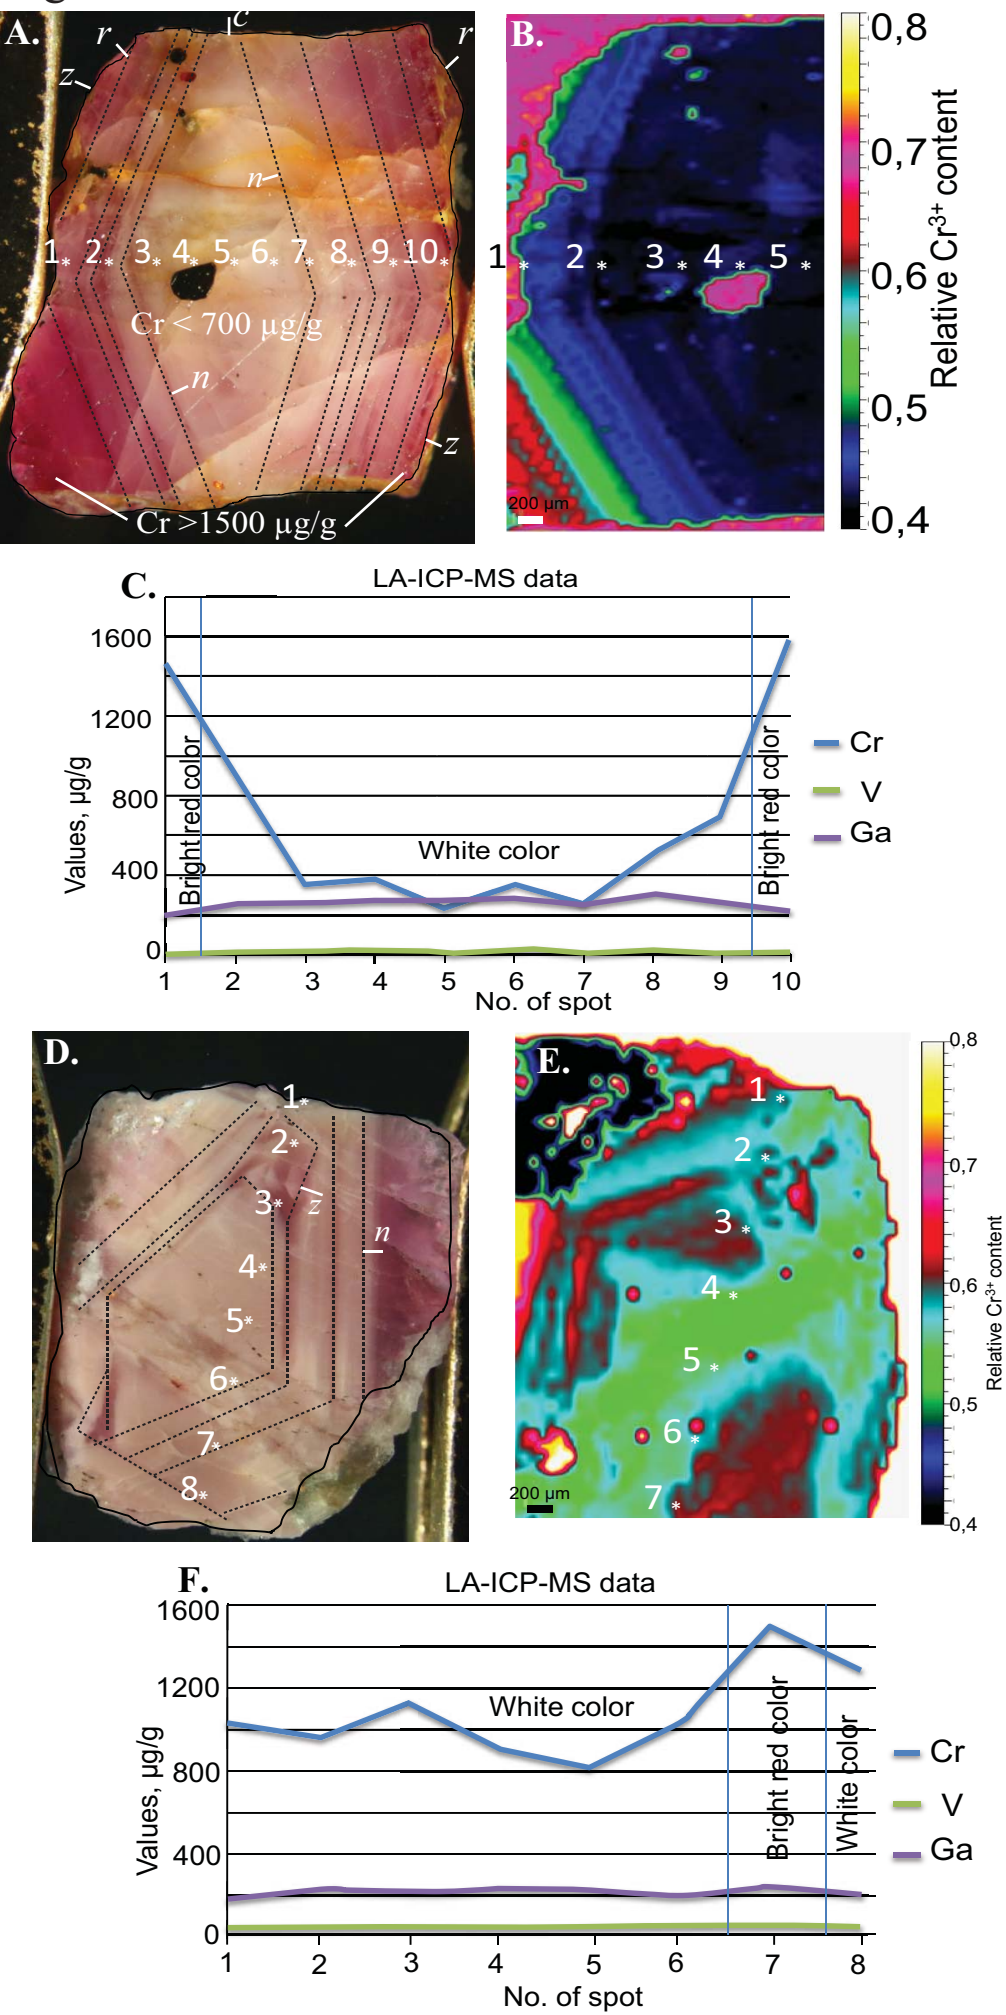 A.
c
r
r
z
n
1* 2* 3* 4* 5* 6* 7* 8* 9* 10*
Cr < 700 µg/g
n
z
Cr >1500 µg/g
B.
1* 2* 3* 4* 5*
200 µm
0,8
0,7
0,6
0,5
0,4
Relative Cr3+ content
C.
LA-ICP-MS data
1600
1200
800
400
0
Values, µg/g
Bright red color
White color
Bright red color
Cr
V
Ga
1 2 3 4 5 6 7 8 9 10
No. of spot
D.
1*
2*
3*
z
n
4*
5*
6*
7*
8*
E.
1*
2*
3*
4*
5*
6*
7*
200 µm
0,8
0,7
0,6
0,5
0,4
Relative Cr3+ content
F.
LA-ICP-MS data
1600
1200
800
400
0
Values, µg/g
White color
Bright red color
White color
Cr
V
Ga
1 2 3 4 5 6 7 8
No. of spot